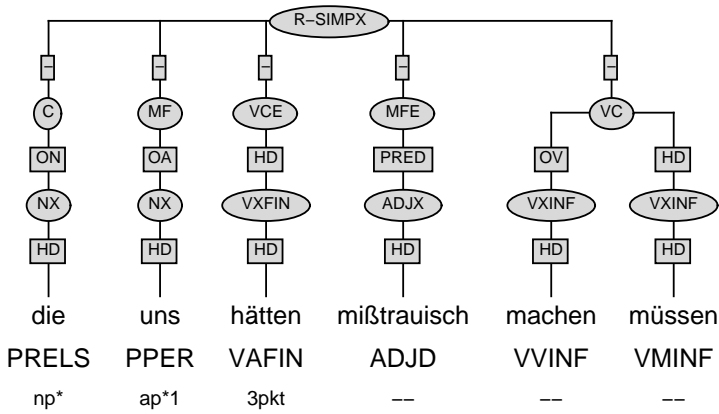 R−SIMPX
− − − − −
C MF VCE MFE VC
ON OA HD PRED OV HD
NX NX VXFIN ADJX VXINF VXINF
HD HD HD HD HD HD
die uns hätten mißtrauisch machen müssen
PRELS PPER VAFIN ADJD VVINF VMINF
np* ap*1 3pkt −− −− −−